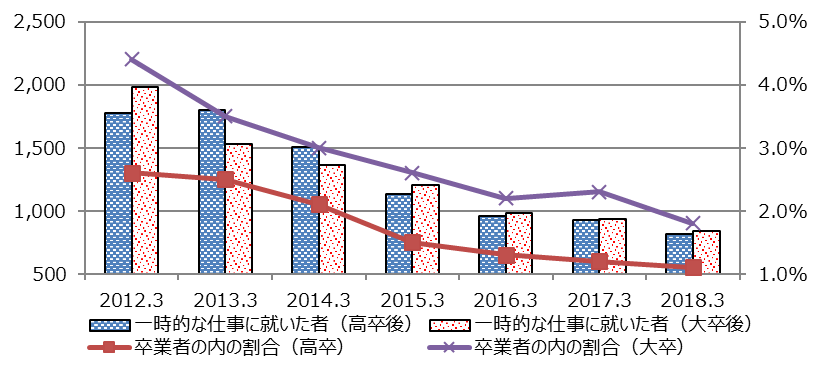 2,500 5.0%
2,000 4.0%
1,500 3.0%
1,000 2.0%
500 1.0%
2012.3 2013.3 2014.3 2015.3 2016.3 2017.3 2018.3
一時的な仕事に就いた者（高卒後） 一時的な仕事に就いた者（大卒後）
卒業者の内の割合（高卒） 卒業者の内の割合（大卒）